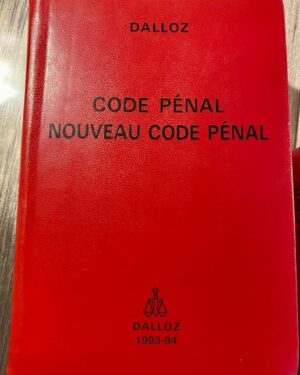 DALLOZ
CODE PÉNAL
NOUVEAU CODE PÉNAL
DALLOZ
1993-94